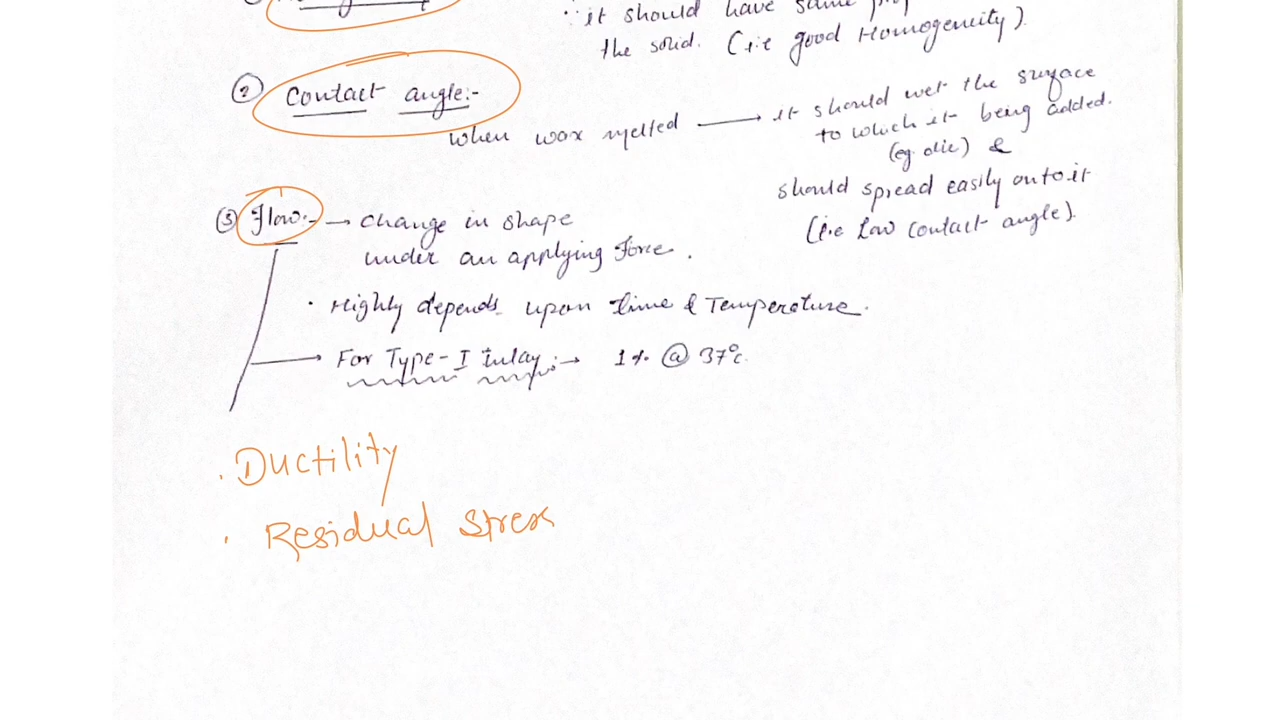 ∵ it should have same
the solid. (i.e good Homogeneity).
② Contact angle:-
when wax melted → it should wet the surface
to which it being added.
(eg. die) &
should spread easily onto it
(i.e Low Contact angle).
③ Flow:- → Change in shape
under an applying Force.
• Highly depends upon time & Temperature.
→ For Type-I Inlay :→ 1% @ 37°c.
• Ductility
• Residual Stress